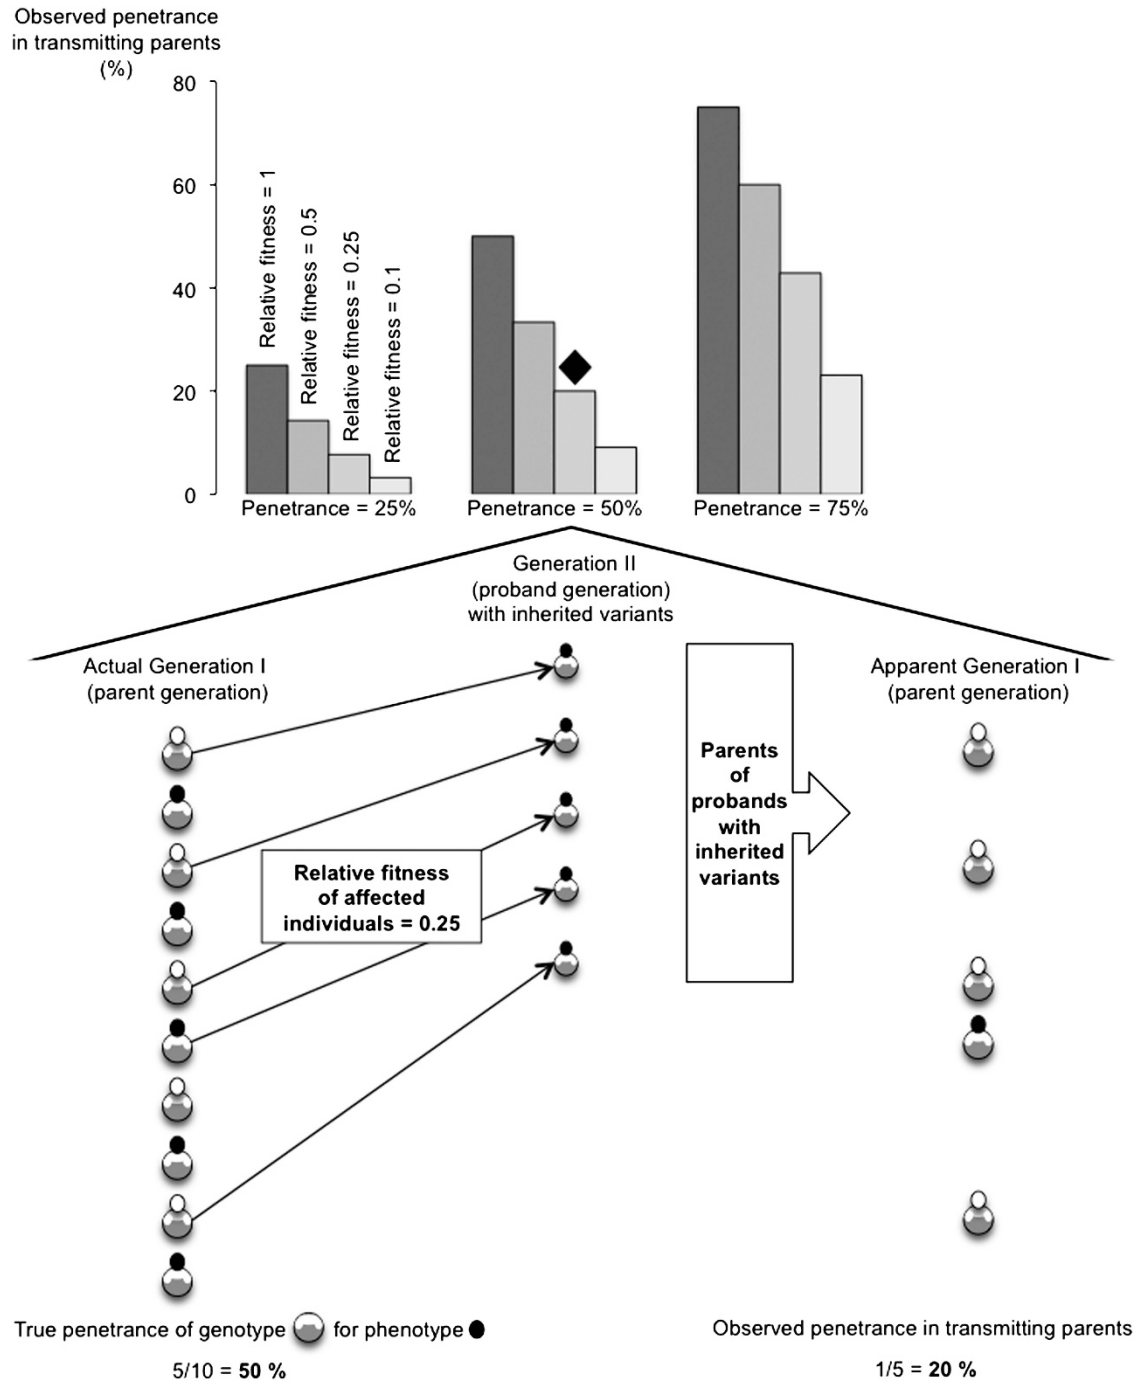 Observed penetrance
in transmitting parents
(%)
80
60
40
20
0
Relative fitness = 1
Relative fitness = 0.5
Relative fitness = 0.25
Relative fitness = 0.1
Penetrance = 25%
Penetrance = 50%
Penetrance = 75%
Generation II
(proband generation)
with inherited variants
Actual Generation I
(parent generation)
Apparent Generation I
(parent generation)
Relative fitness
of affected
individuals = 0.25
Parents
of
probands
with
inherited
variants
True penetrance of genotype for phenotype
5/10 = 50 %
Observed penetrance in transmitting parents
1/5 = 20 %